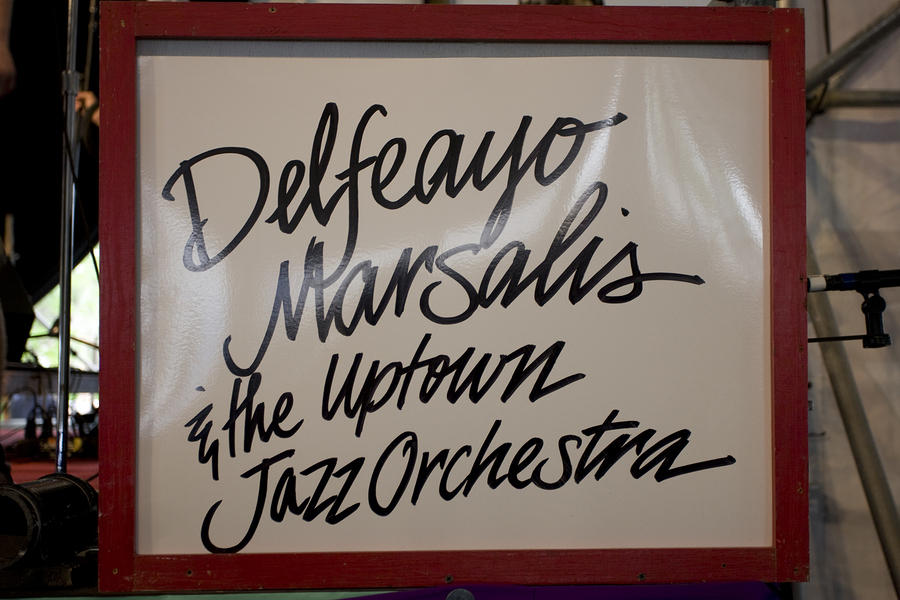 Delfeayo
Marsalis
& the Uptown
Jazz Orchestra